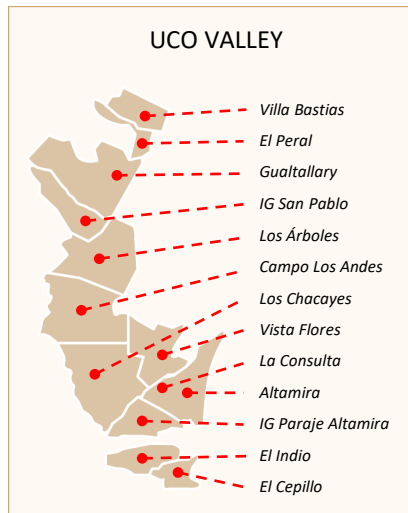 UCO VALLEY
Villa Bastias
El Peral
Gualtallary
IG San Pablo
Los Árboles
Campo Los Andes
Los Chacayes
Vista Flores
La Consulta
Altamira
IG Paraje Altamira
El Indio
El Cepillo